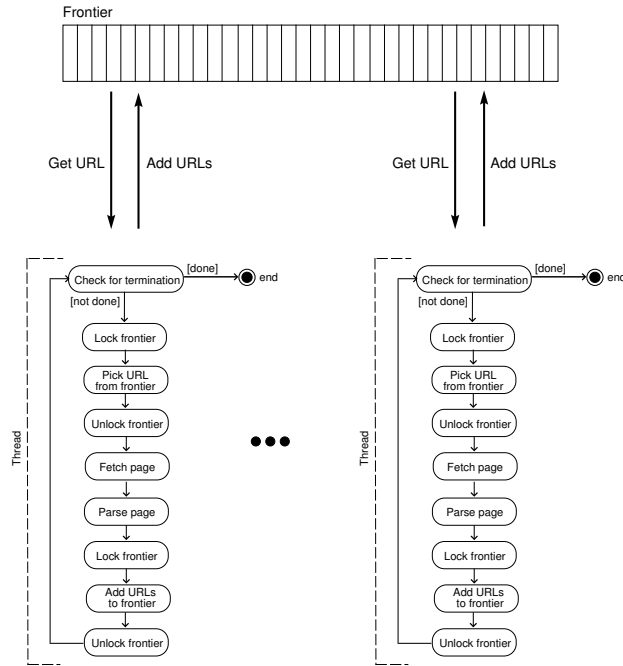 Frontier
Get URL
Add URLs
Get URL
Add URLs
Thread
Check for termination
[done]
end
[not done]
Lock frontier
Pick URL
from frontier
Unlock frontier
Fetch page
Parse page
Lock frontier
Add URLs
to frontier
Unlock frontier
Thread
Check for termination
[done]
end
[not done]
Lock frontier
Pick URL
from frontier
Unlock frontier
Fetch page
Parse page
Lock frontier
Add URLs
to frontier
Unlock frontier